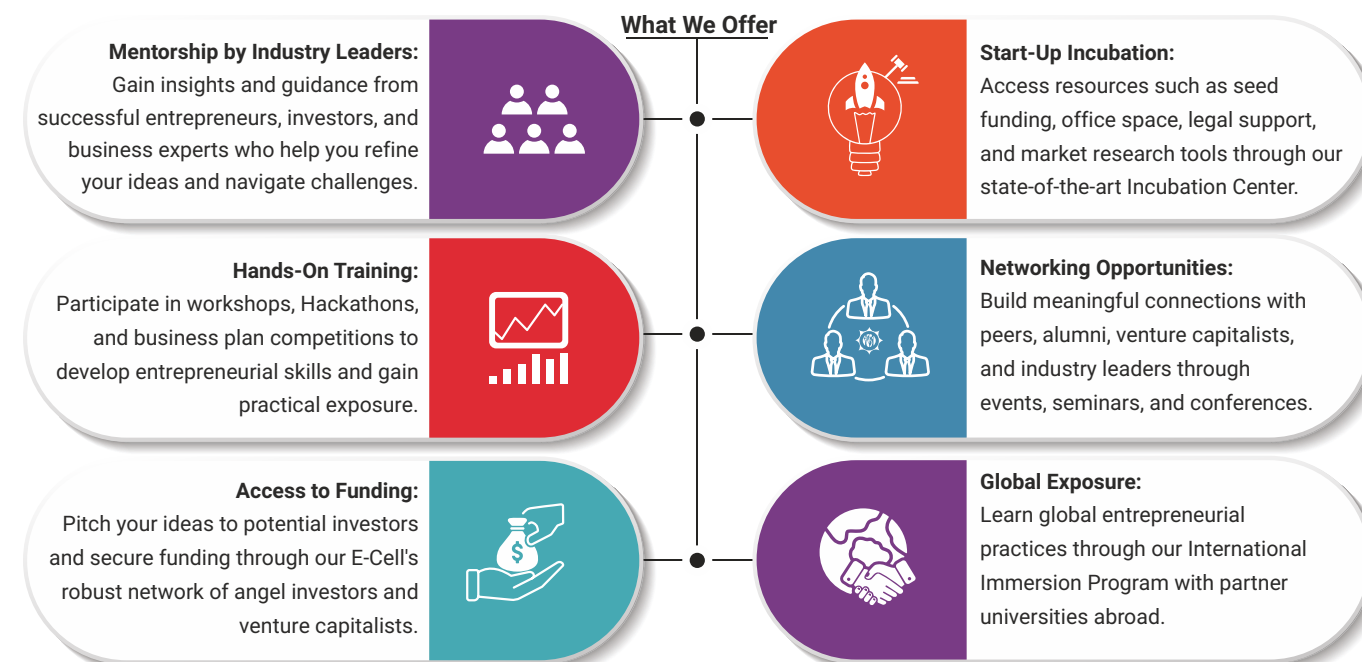 What We Offer
Mentorship by Industry Leaders:
Gain insights and guidance from
successful entrepreneurs, investors, and
business experts who help you refine
your ideas and navigate challenges.
Start-Up Incubation:
Access resources such as seed
funding, office space, legal support,
and market research tools through our
state-of-the-art Incubation Center.
Hands-On Training:
Participate in workshops, Hackathons,
and business plan competitions to
develop entrepreneurial skills and gain
practical exposure.
Networking Opportunities:
Build meaningful connections with
peers, alumni, venture capitalists,
and industry leaders through
events, seminars, and conferences.
Access to Funding:
Pitch your ideas to potential investors
and secure funding through our E-Cell's
robust network of angel investors and
venture capitalists.
$
Global Exposure:
Learn global entrepreneurial
practices through our International
Immersion Program with partner
universities abroad.